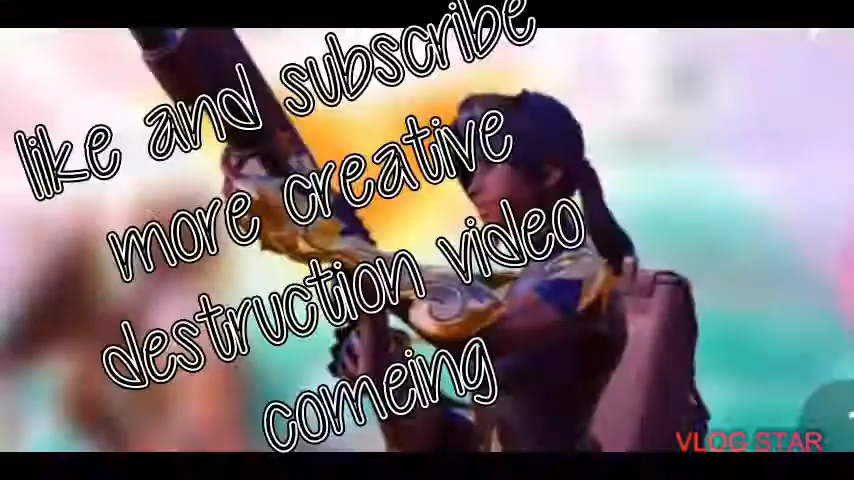 like and subscribe
more creative
destruction video
comeing
VLOG STAR